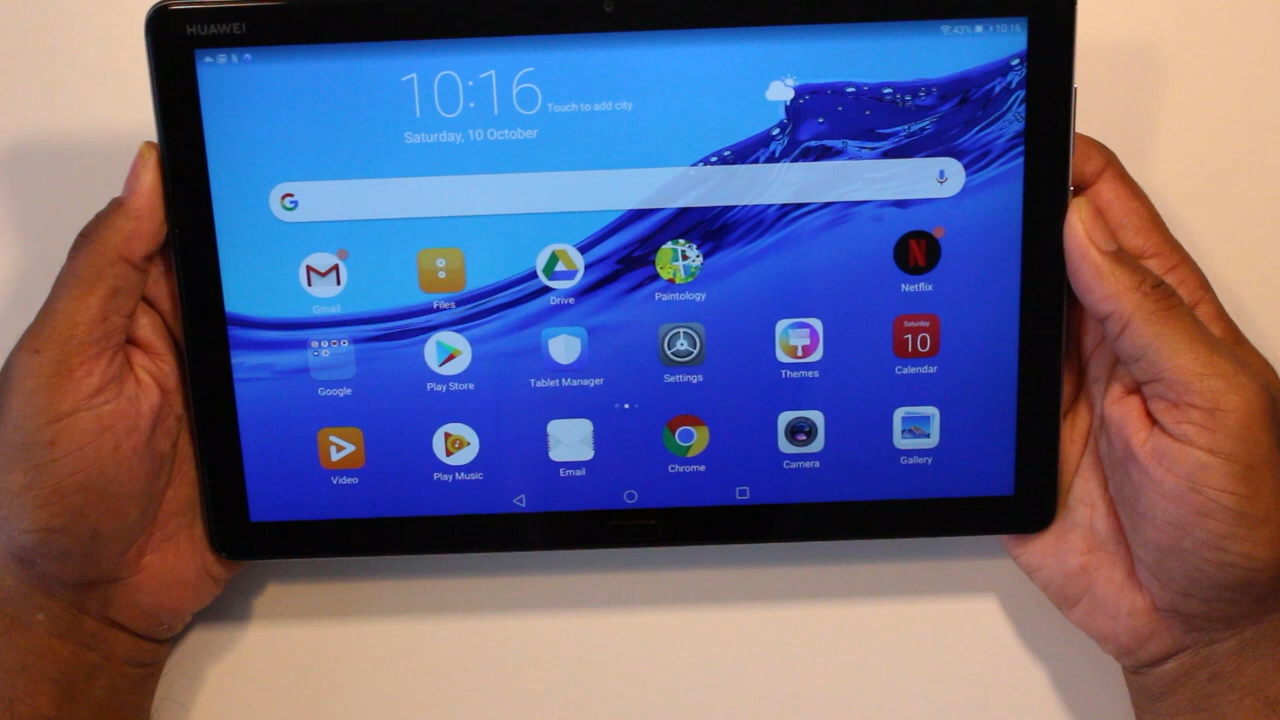 HUAWEI
43% 10:16
10:16 Touch to add city
Saturday, 10 October
G
Gmail Files Drive Paintology Netflix
N
Google Play Store Tablet Manager Settings Themes Calendar
Saturday
10
Video Play Music Email Chrome Camera Gallery